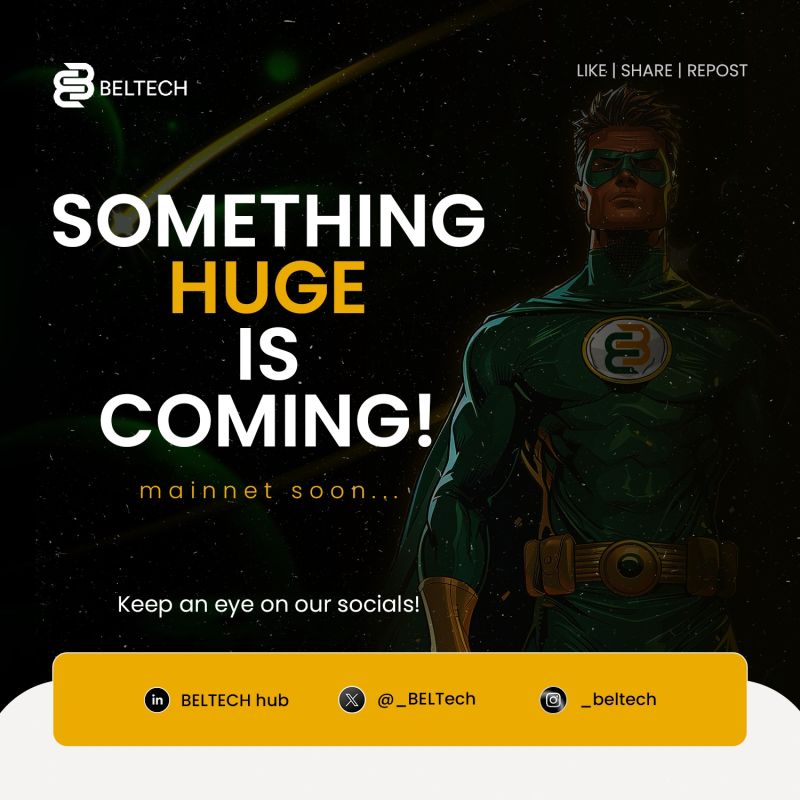 BELTECH
LIKE | SHARE | REPOST
SOMETHING
HUGE
IS
COMING!
mainnet soon...
Keep an eye on our socials!
in BELTECH hub
X @_BELTech
_beltech